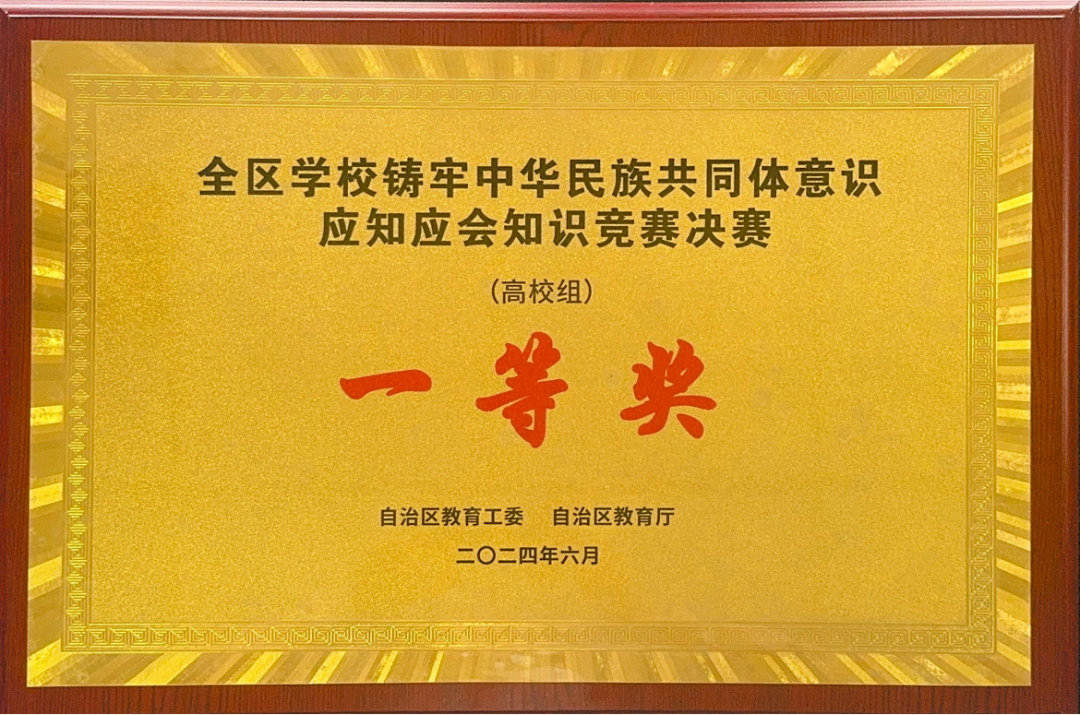 全区学校铸牢中华民族共同体意识
应知应会知识竞赛决赛
（高校组）
一等奖
自治区教育工委 自治区教育厅
二〇二四年六月